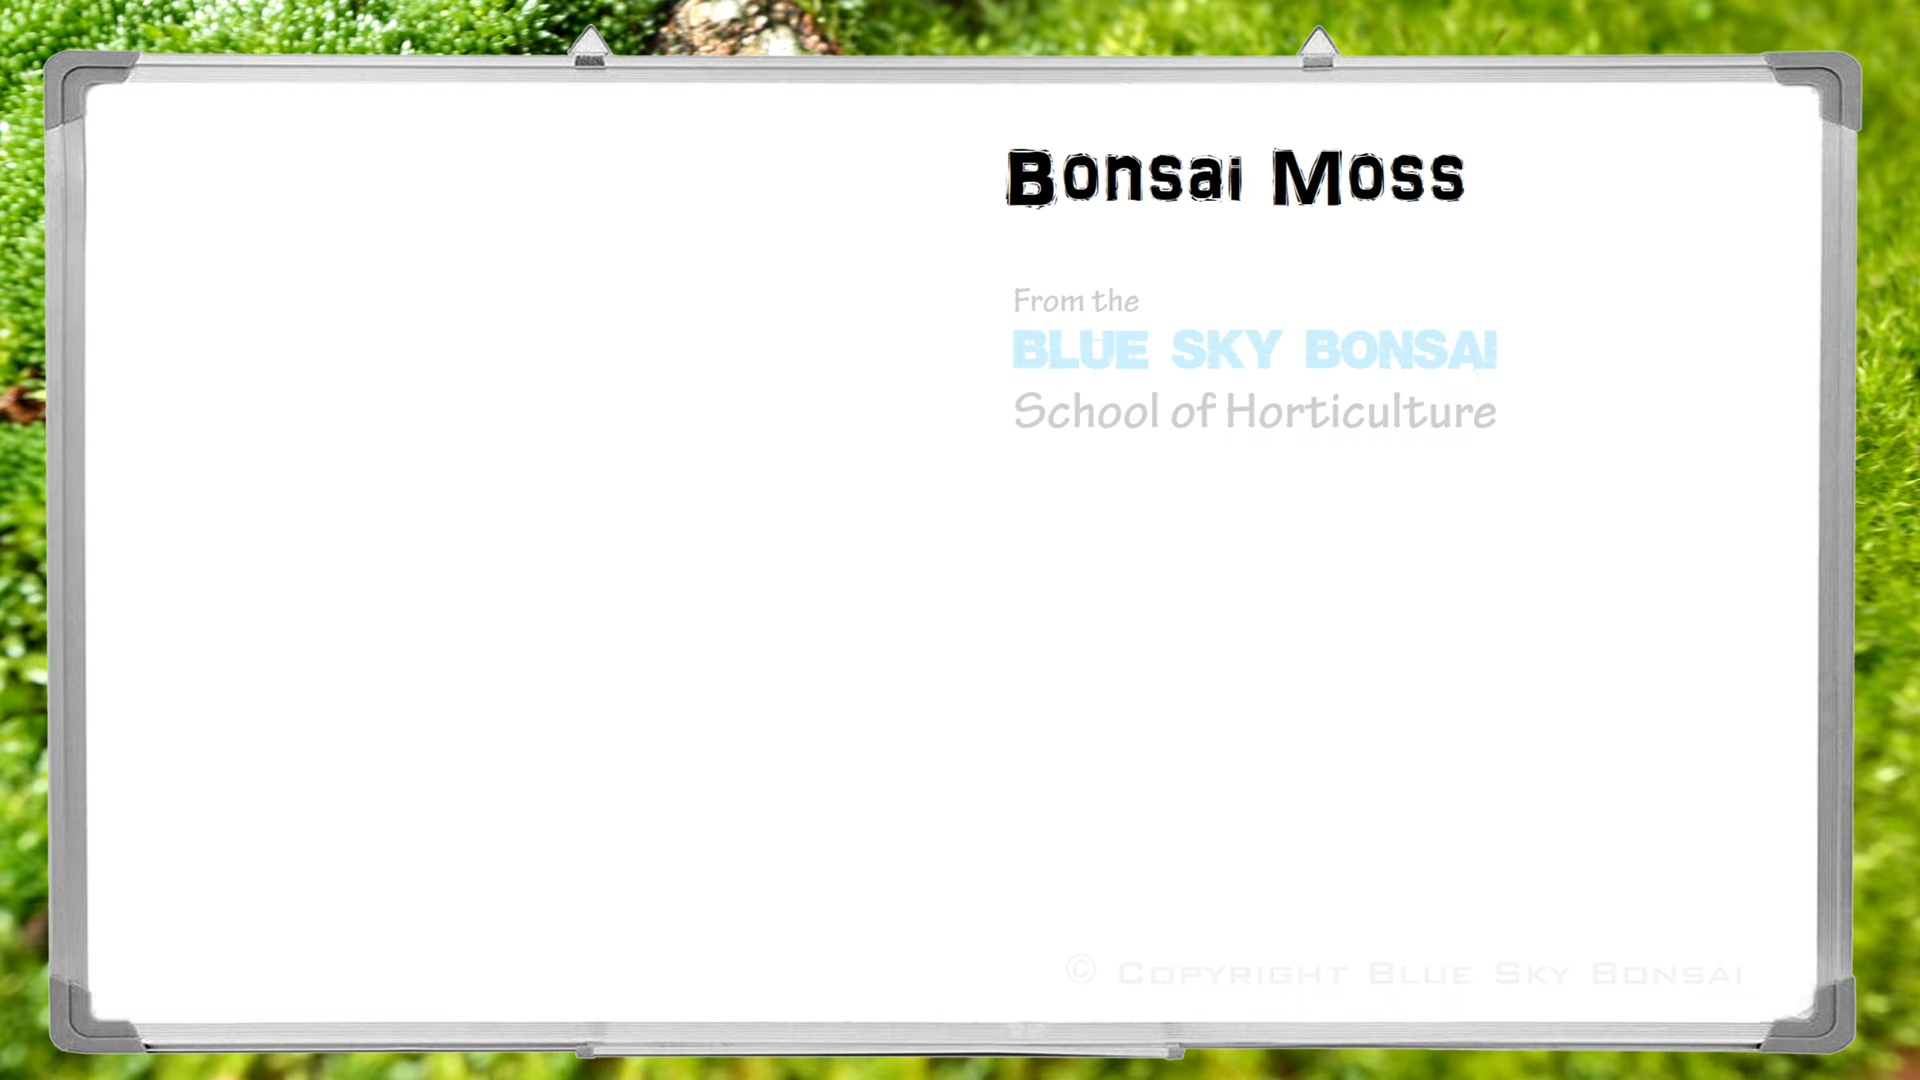 Bonsai Moss
From the
BLUE SKY BONSAI
School of Horticulture
© Copyright Blue Sky Bonsai